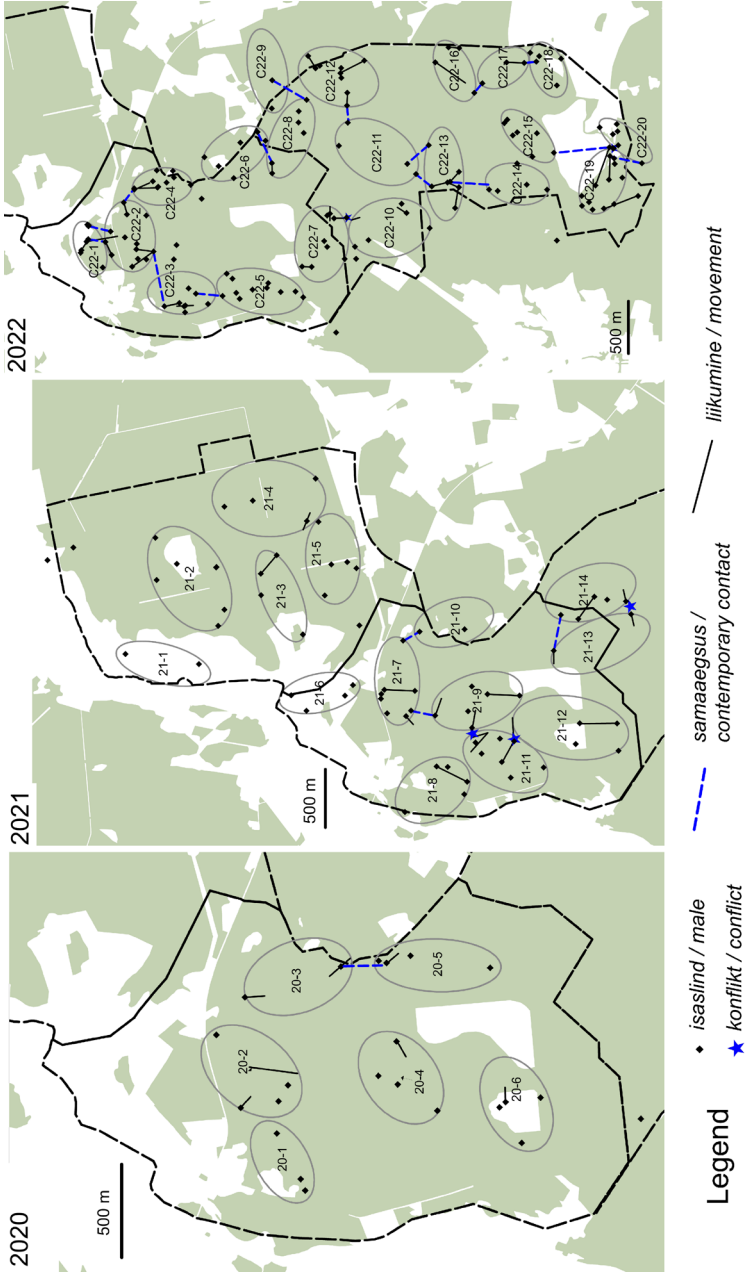 2020
500 m
20-1
20-2
20-3
20-4
20-5
20-6
2021
500 m
21-1
21-2
21-3
21-4
21-5
21-6
21-7
21-8
21-9
21-10
21-11
21-12
21-13
21-14
2022
500 m
C22-1
C22-2
C22-3
C22-4
C22-5
C22-6
C22-7
C22-8
C22-9
C22-10
C22-11
C22-12
C22-13
C22-14
C22-15
C22-16
C22-17
C22-18
C22-19
C22-20
Legend
isaslind / male
konflikt / conflict
samaaegsus /
contemporary contact
liikumine / movement